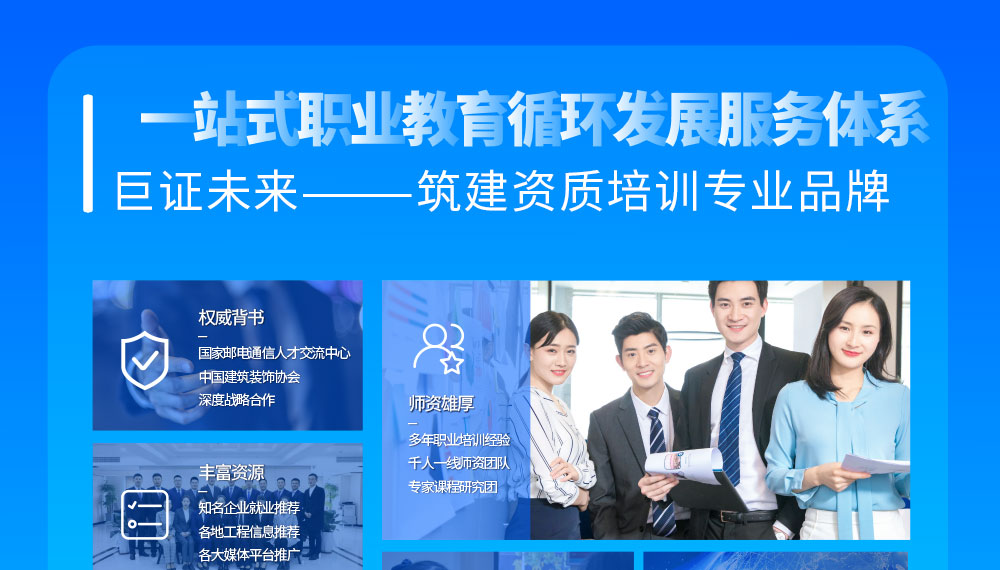 一站式职业教育循环发展服务体系
巨证未来——筑建资质培训专业品牌
权威背书
国家邮电通信人才交流中心
中国建筑装饰协会
深度战略合作
师资雄厚
多年职业培训经验
千人一线师资团队
专家课程研究团
丰富资源
知名企业就业推荐
各地工程信息推荐
各大媒体平台推广